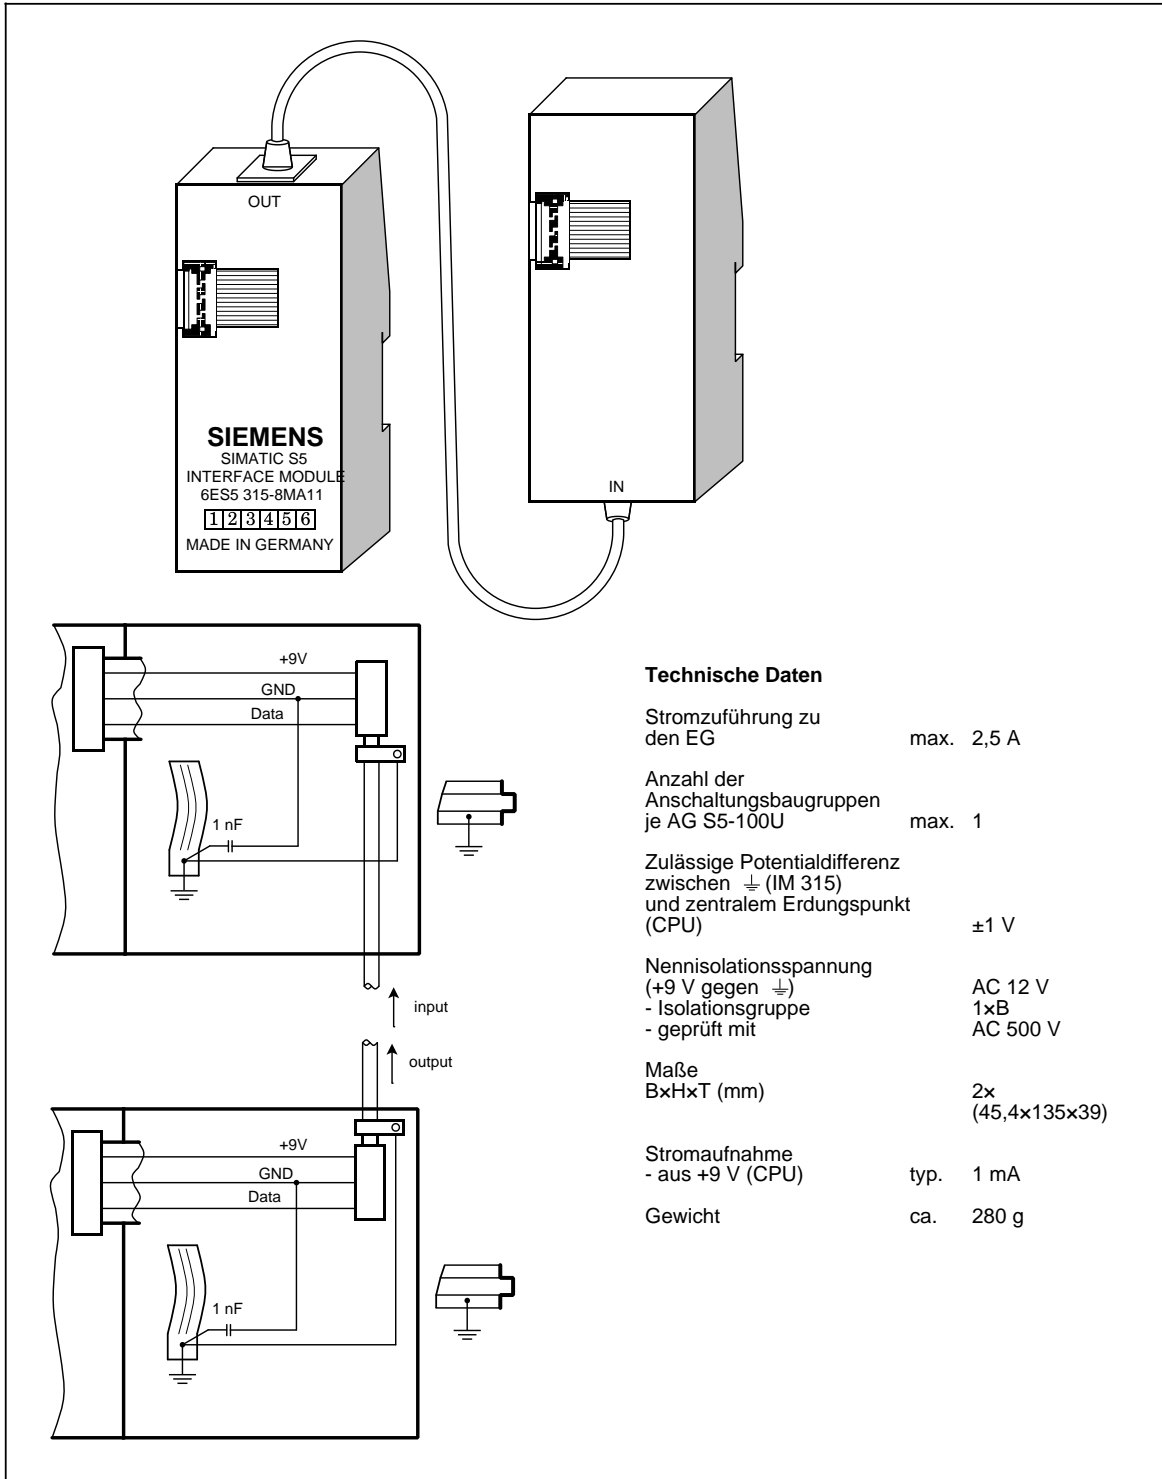 OUT
SIEMENS
SIMATIC S5
INTERFACE MODULE
6ES5 315-8MA11
1 2 3 4 5 6
MADE IN GERMANY
IN
+9V
GND
Data
1 nF
input
output
+9V
GND
Data
1 nF
Technische Daten
Stromzuführung zu
den EG max. 2,5 A
Anzahl der
Anschaltungsbaugruppen
je AG S5-100U max. 1
Zulässige Potentialdifferenz
zwischen ⏚ (IM 315)
und zentralem Erdungspunkt
(CPU) ±1 V
Nennisolationsspannung
(+9 V gegen ⏚) AC 12 V
- Isolationsgruppe 1×B
- geprüft mit AC 500 V
Maße
B×H×T (mm) 2×
(45,4×135×39)
Stromaufnahme
- aus +9 V (CPU) typ. 1 mA
Gewicht ca. 280 g